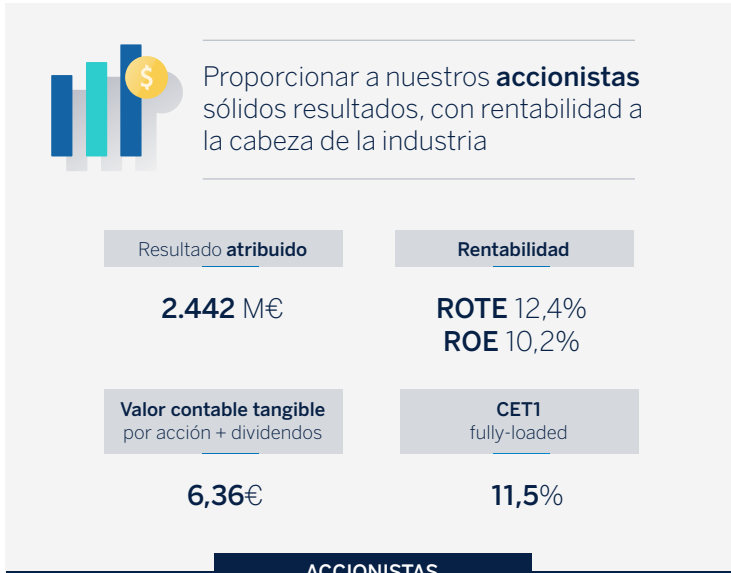 $
Proporcionar a nuestros accionistas
sólidos resultados, con rentabilidad a
la cabeza de la industria
Resultado atribuido
2.442 M€
Rentabilidad
ROTE 12,4%
ROE 10,2%
Valor contable tangible
por acción + dividendos
6,36€
CET1
fully-loaded
11,5%
ACCIONISTAS